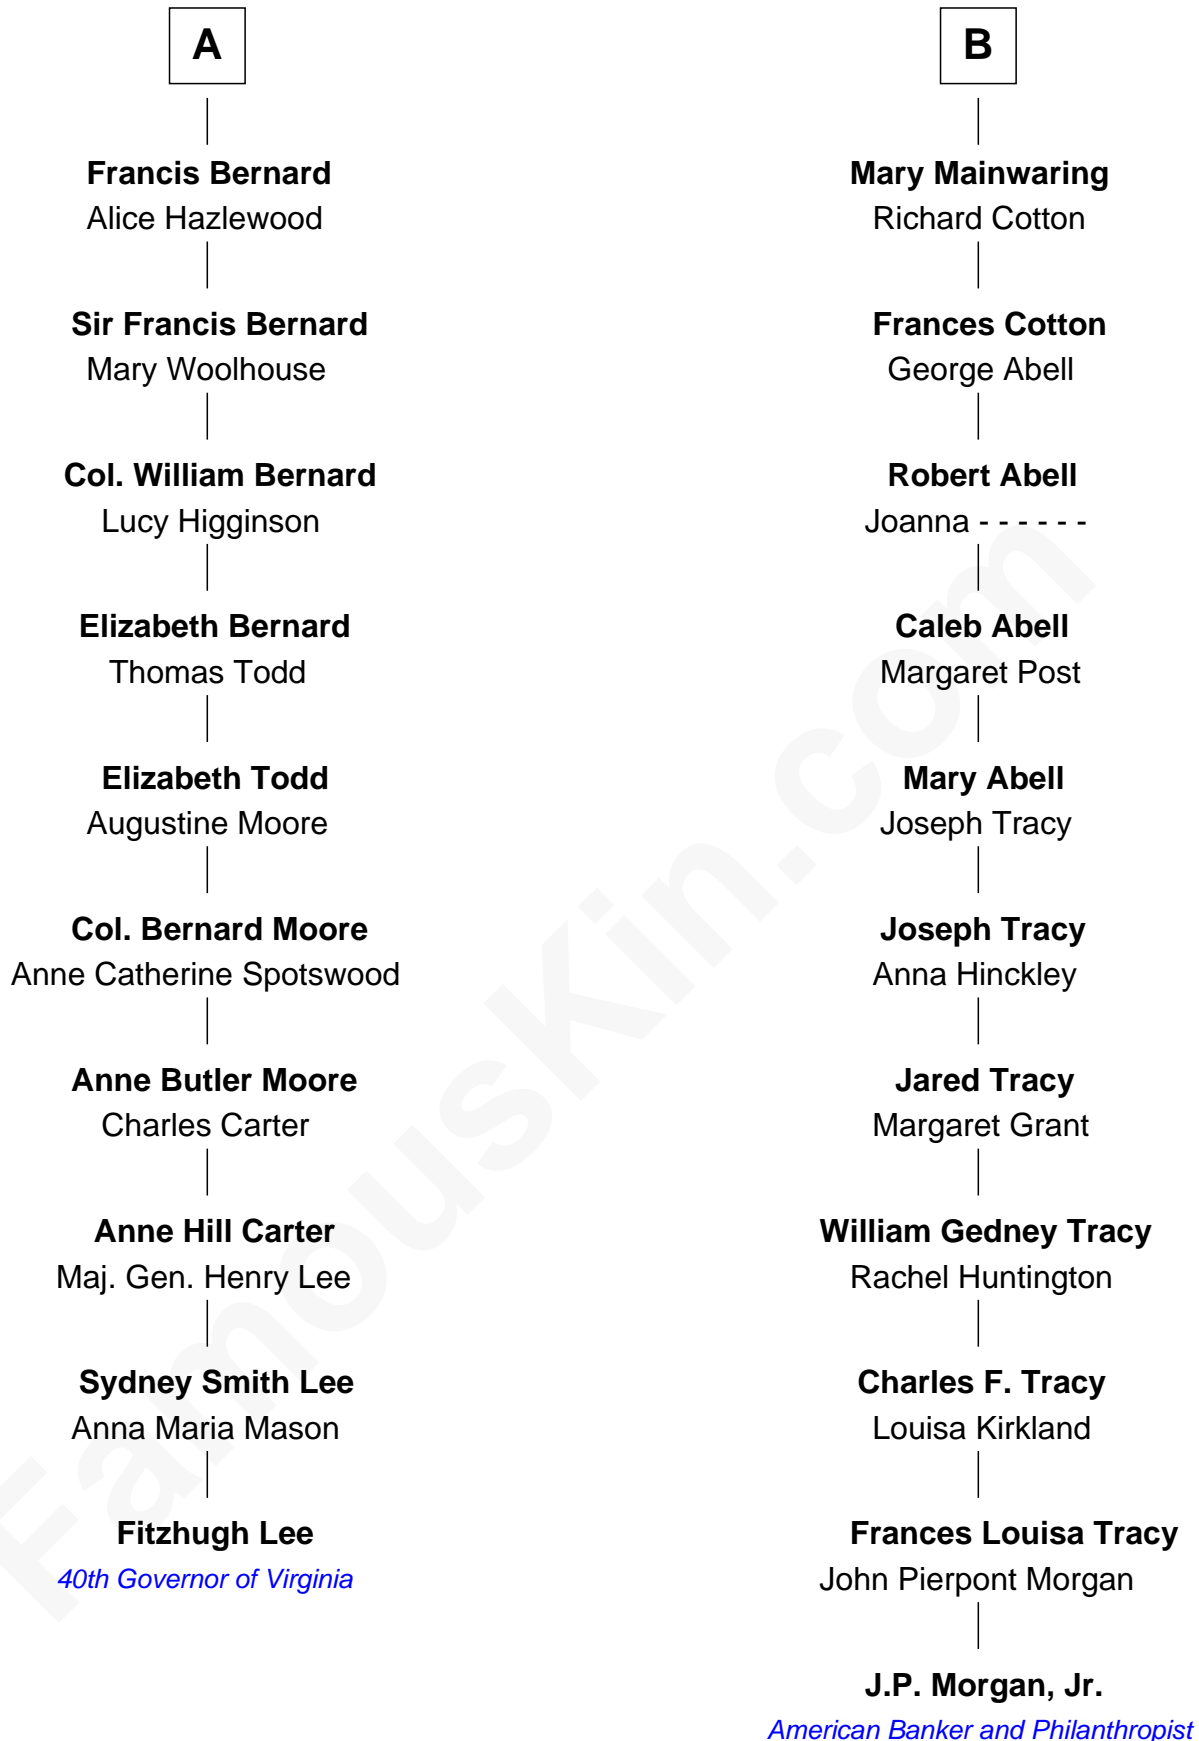 A
Francis Bernard
Alice Hazlewood
Sir Francis Bernard
Mary Woolhouse
Col. William Bernard
Lucy Higginson
Elizabeth Bernard
Thomas Todd
Elizabeth Todd
Augustine Moore
Col. Bernard Moore
Anne Catherine Spotswood
Anne Butler Moore
Charles Carter
Anne Hill Carter
Maj. Gen. Henry Lee
Sydney Smith Lee
Anna Maria Mason
Fitzhugh Lee
40th Governor of Virginia
B
Mary Mainwaring
Richard Cotton
Frances Cotton
George Abell
Robert Abell
Joanna - - - - - -
Caleb Abell
Margaret Post
Mary Abell
Joseph Tracy
Joseph Tracy
Anna Hinckley
Jared Tracy
Margaret Grant
William Gedney Tracy
Rachel Huntington
Charles F. Tracy
Louisa Kirkland
Frances Louisa Tracy
John Pierpont Morgan
J.P. Morgan, Jr.
American Banker and Philanthropist
FamousKin.com